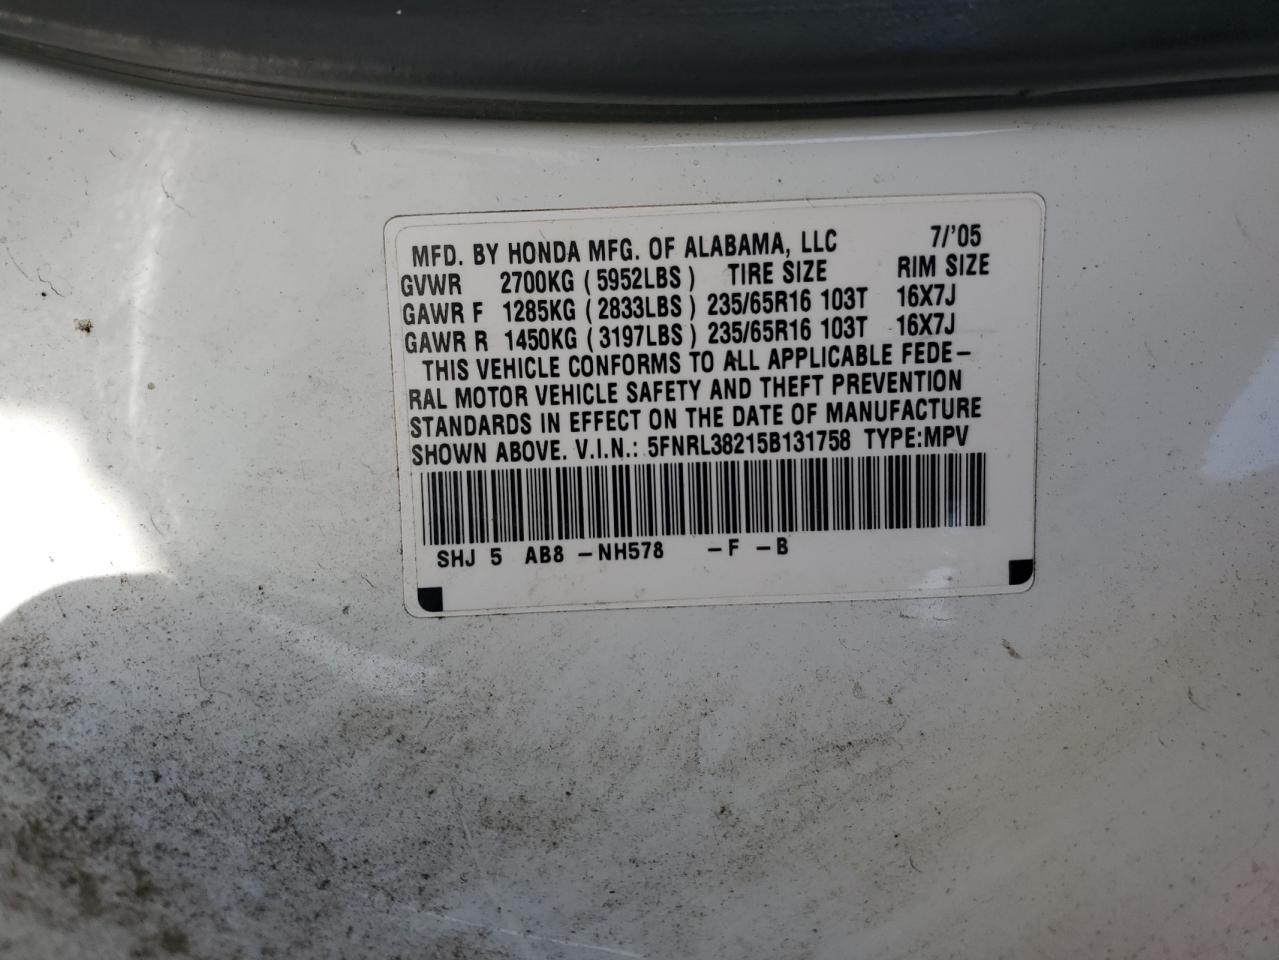 MFD. BY HONDA MFG. OF ALABAMA, LLC 7/'05
GVWR 2700KG (5952LBS) TIRE SIZE RIM SIZE
GAWR F 1285KG (2833LBS) 235/65R16 103T 16X7J
GAWR R 1450KG (3197LBS) 235/65R16 103T 16X7J
THIS VEHICLE CONFORMS TO ALL APPLICABLE FEDE-
RAL MOTOR VEHICLE SAFETY AND THEFT PREVENTION
STANDARDS IN EFFECT ON THE DATE OF MANUFACTURE
SHOWN ABOVE. V.I.N.: 5FNRL38215B131758 TYPE:MPV
SHJ 5 AB8 -NH578 -F -B